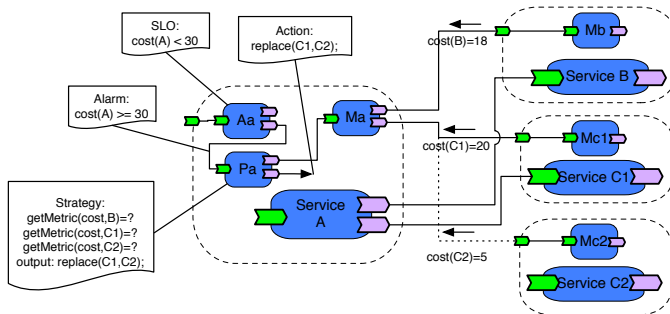 SLO:
cost(A) < 30
Action:
replace(C1,C2);
cost(B)=18
Mb
Service B
Alarm:
cost(A) >= 30
Aa
Ma
cost(C1)=20
Mc1
Pa
Service C1
Strategy:
getMetric(cost,B)=?
getMetric(cost,C1)=?
getMetric(cost,C2)=?
output: replace(C1,C2);
Service
A
cost(C2)=5
Mc2
Service C2